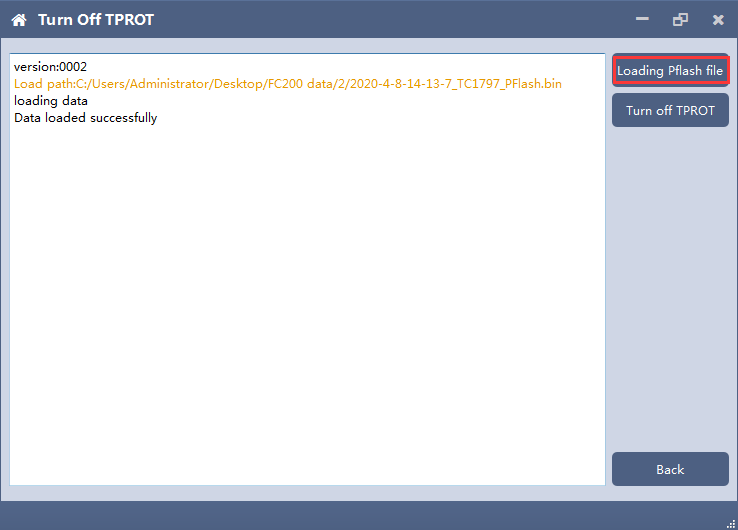 Turn Off TPROT
version:0002
Load path:C:/Users/Administrator/Desktop/FC200 data/2/2020-4-8-14-13-7_TC1797_PFlash.bin
loading data
Data loaded successfully
Loading Pflash file
Turn off TPROT
Back